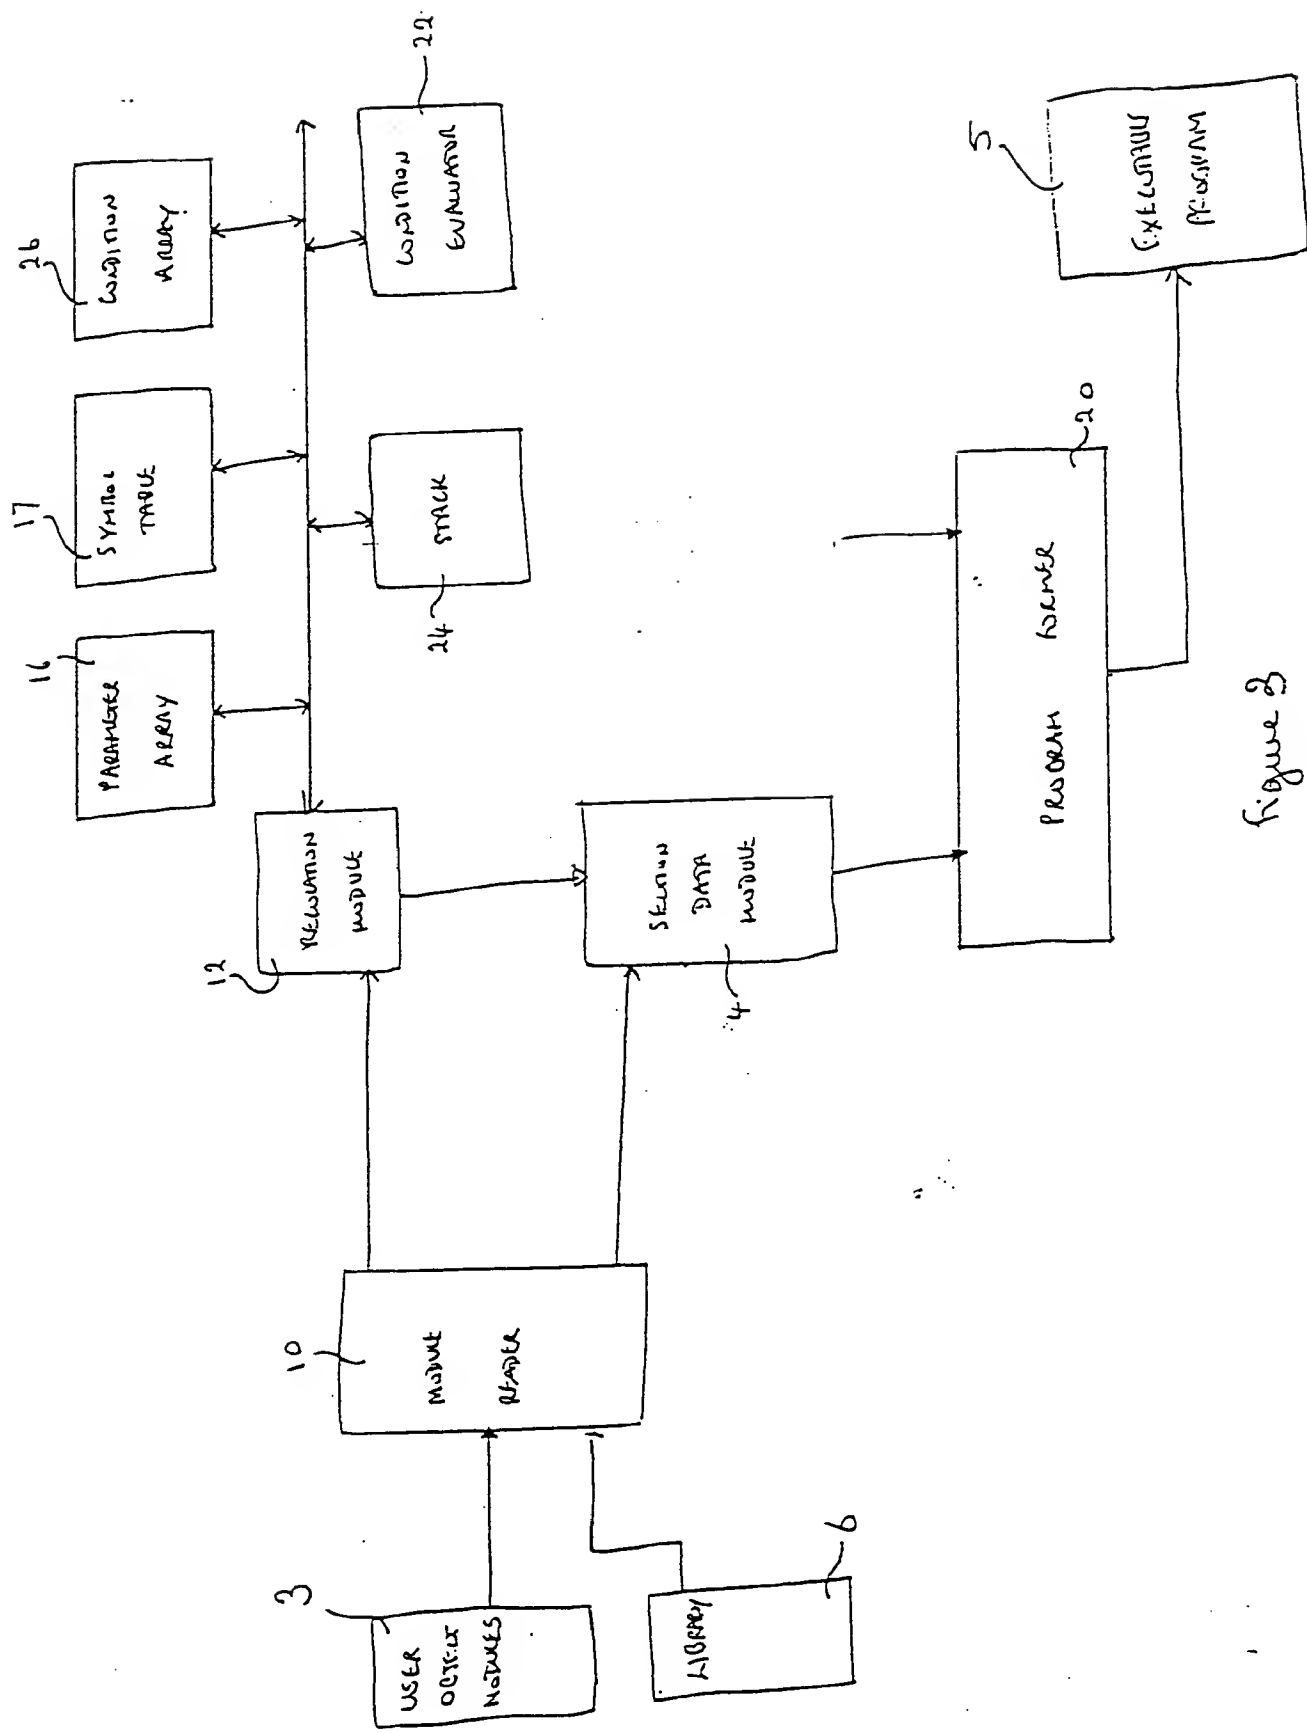 26
CONDITION
ARRAY
17
SYMBOL
TABLE
16
PARAMETER
ARRAY
22
CONDITION
EVALUATOR
24
STACK
12
RELOCATION
MODULE
4
SECTION
DATA
MODULE
10
MODULE
READER
3
USER
OBJECT
MODULES
6
LIBRARY
20
PROGRAM FORMER
5
EXECUTABLE
PROGRAM
Figure 3